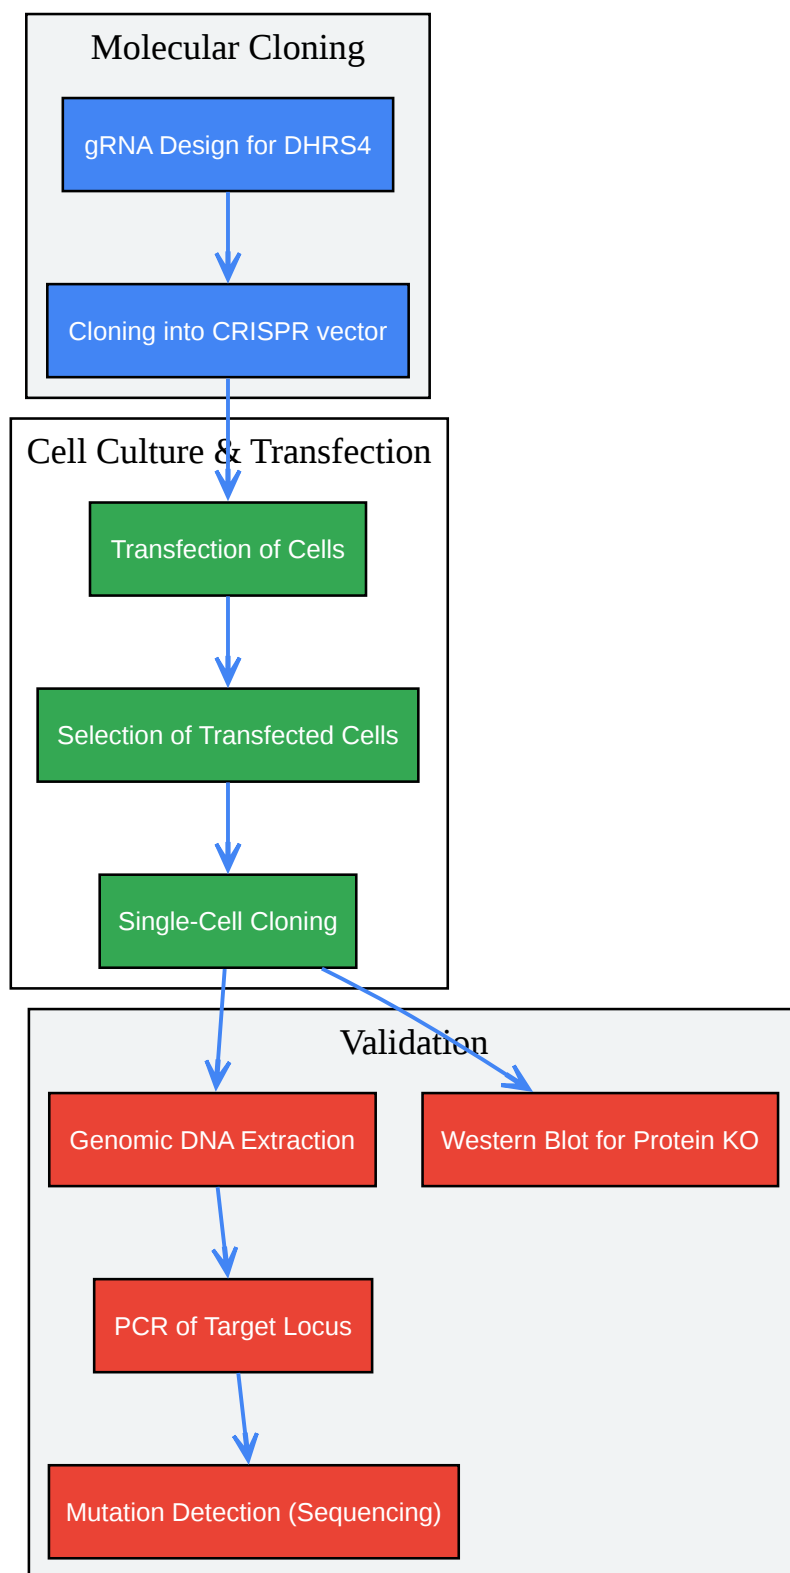 Molecular Cloning
gRNA Design for DHRS4
Cloning into CRISPR vector
Cell Culture & Transfection
Transfection of Cells
Selection of Transfected Cells
Single-Cell Cloning
Validation
Genomic DNA Extraction
Western Blot for Protein KO
PCR of Target Locus
Mutation Detection (Sequencing)